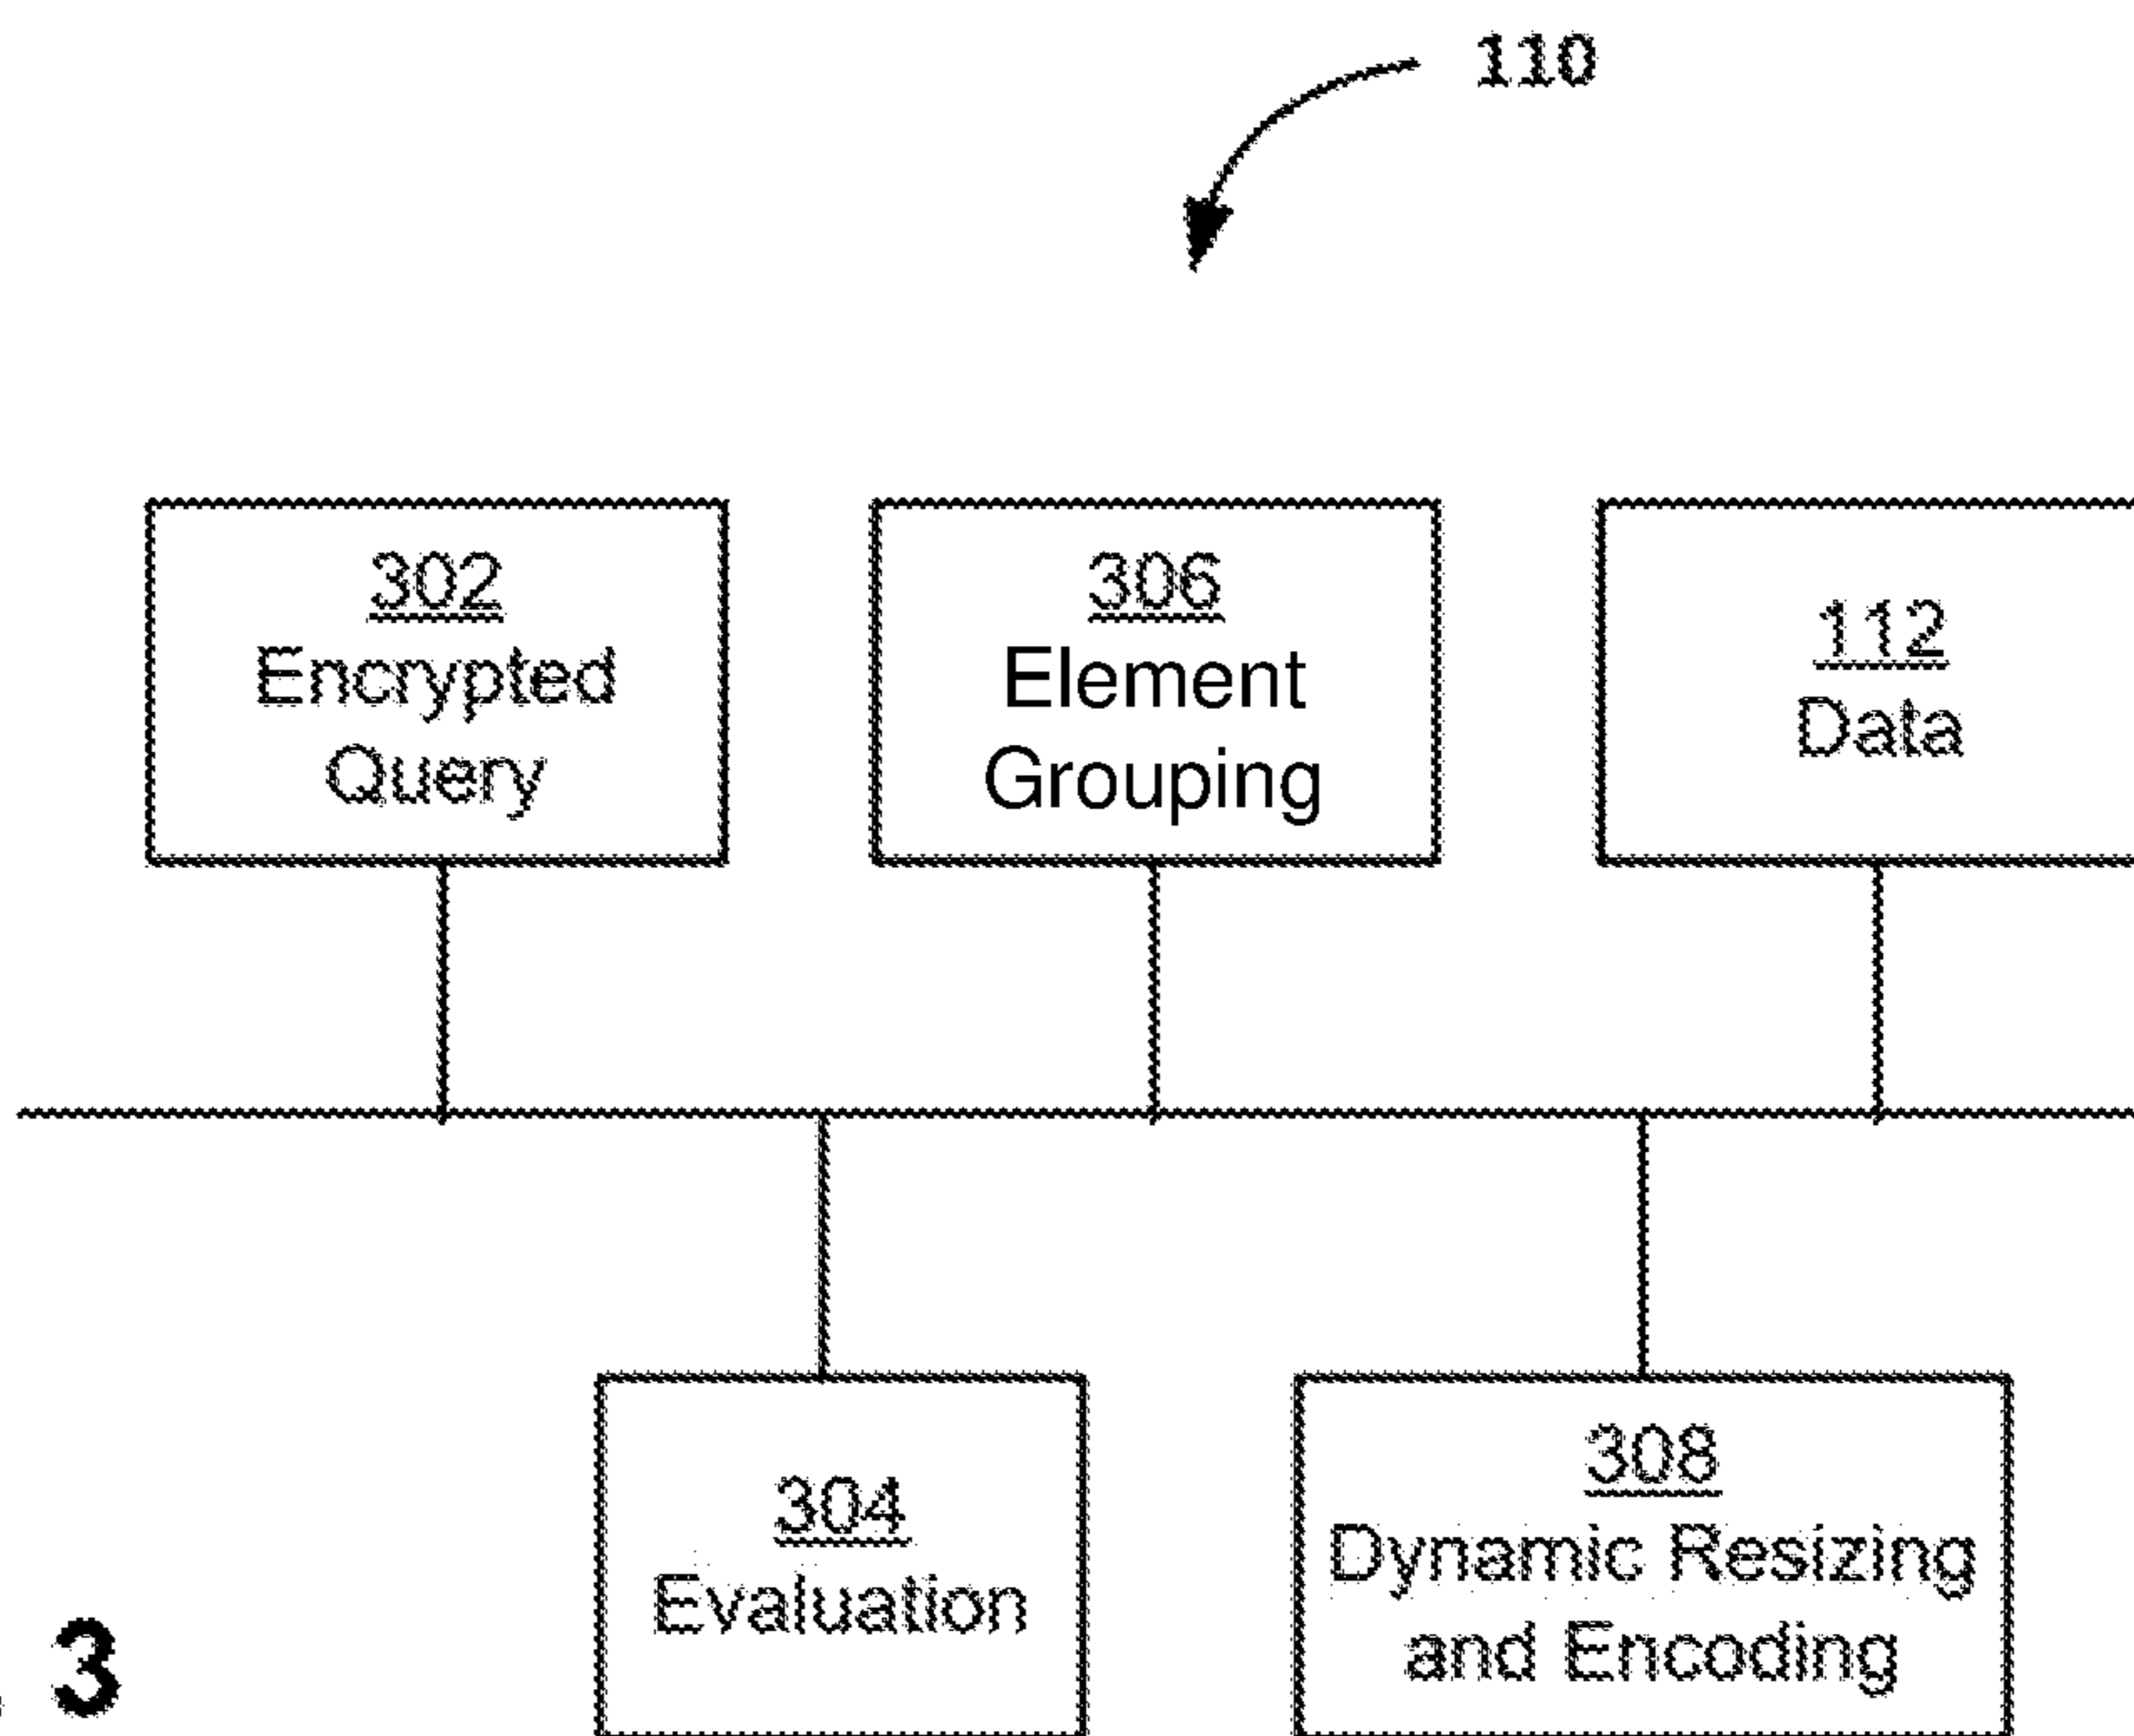 110
302
Encrypted
Query
306
Element
Grouping
112
Data
304
Evaluation
308
Dynamic Resizing
and Encoding
3